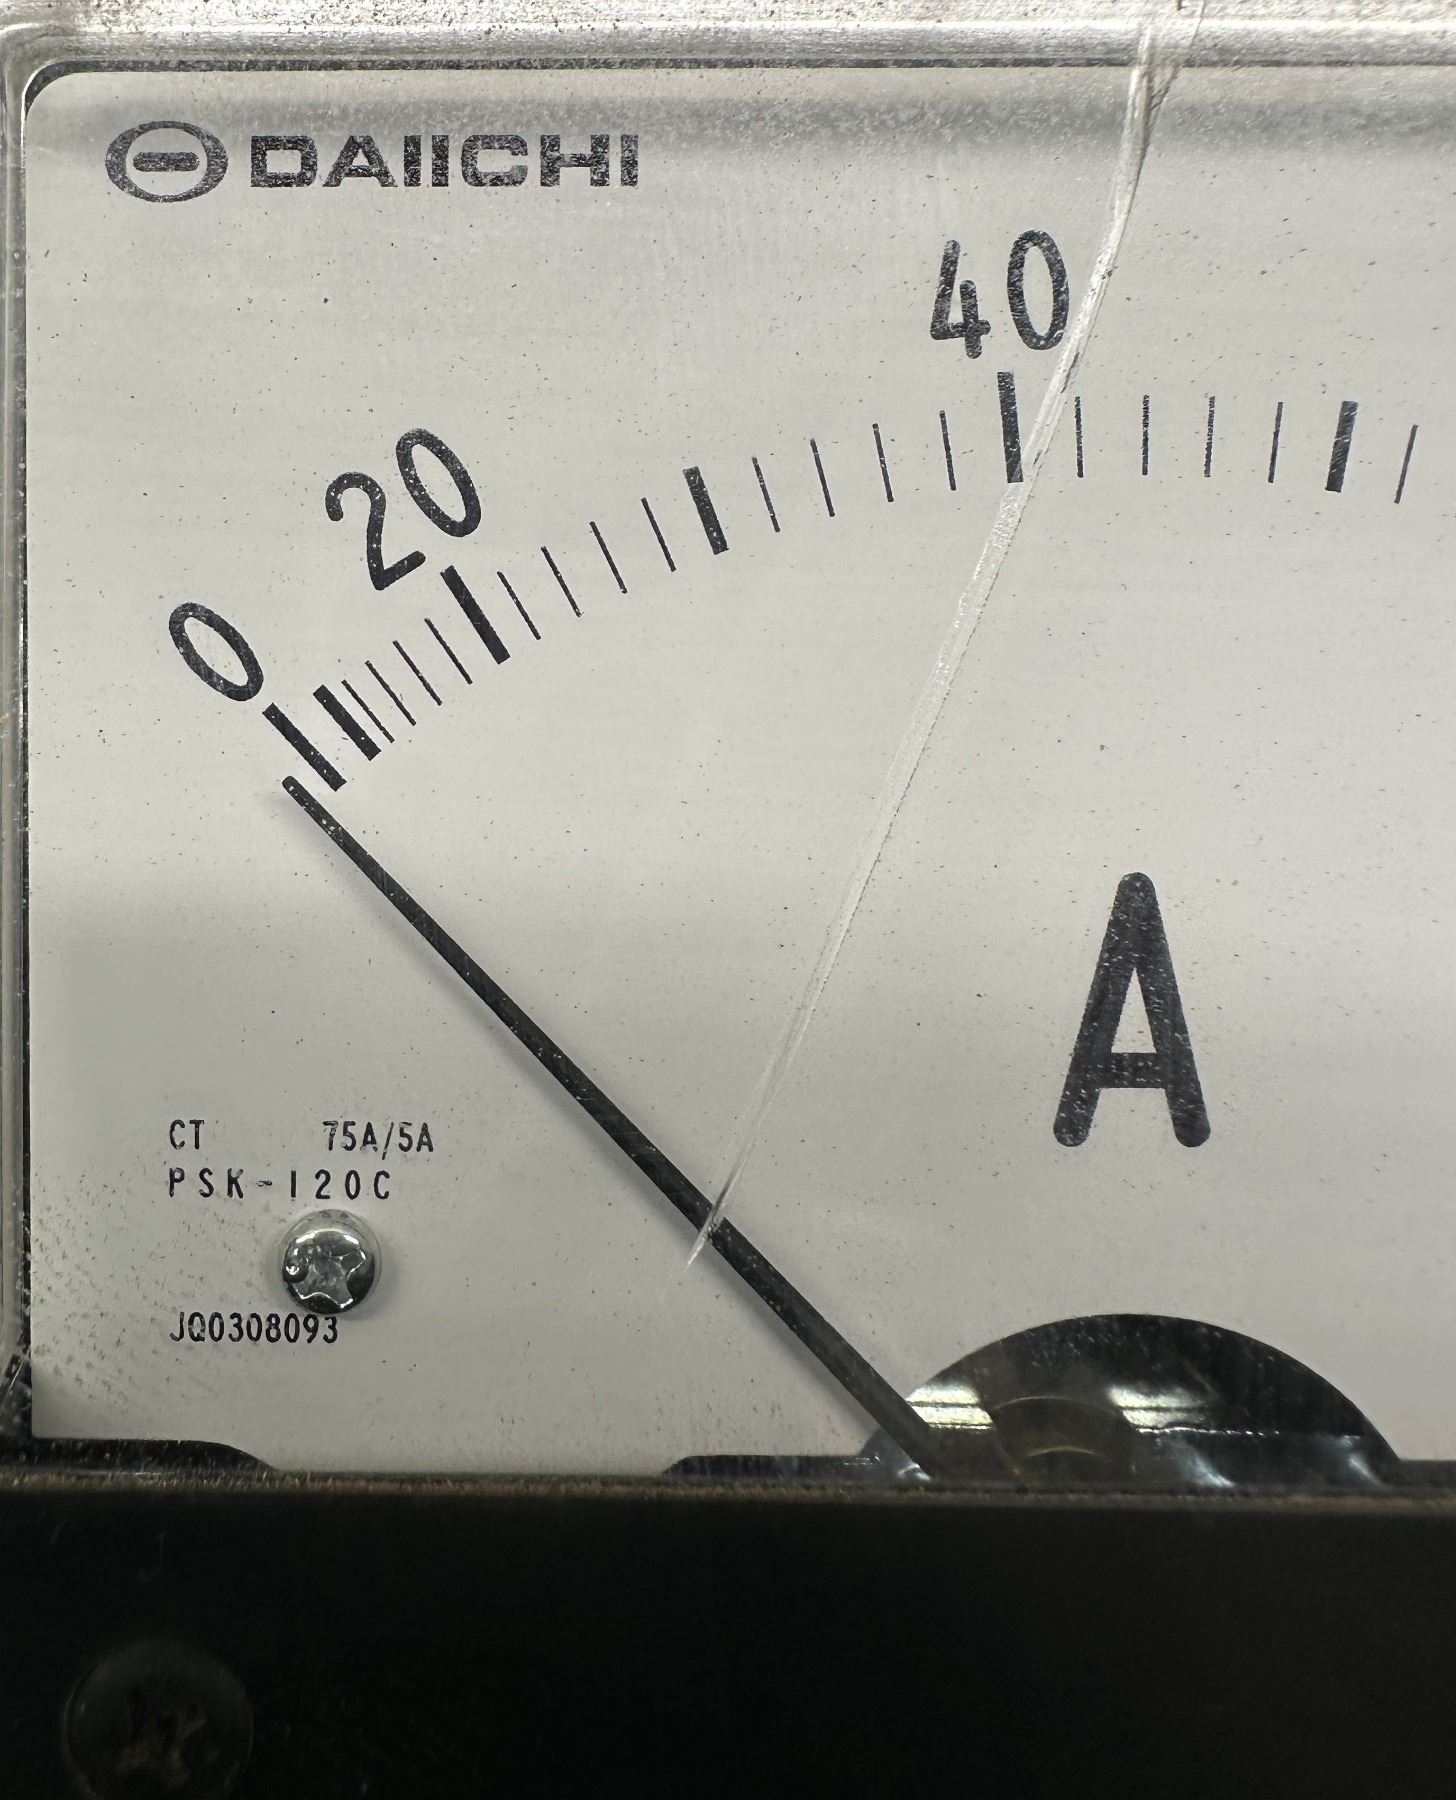 DAIICHI
40
20
0
A
CT 75A/5A
PSK-120C
JQ0308093